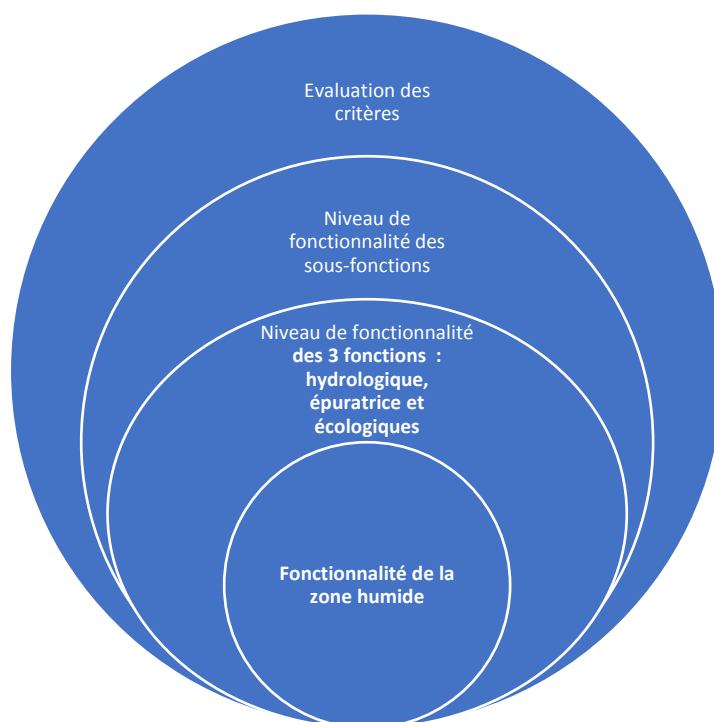 Evaluation des
critères
Niveau de
fonctionnalité des
sous-fonctions
Niveau de fonctionnalité
des 3 fonctions :
hydrologique,
épuratrice et
écologiques
Fonctionnalité de la
zone humide